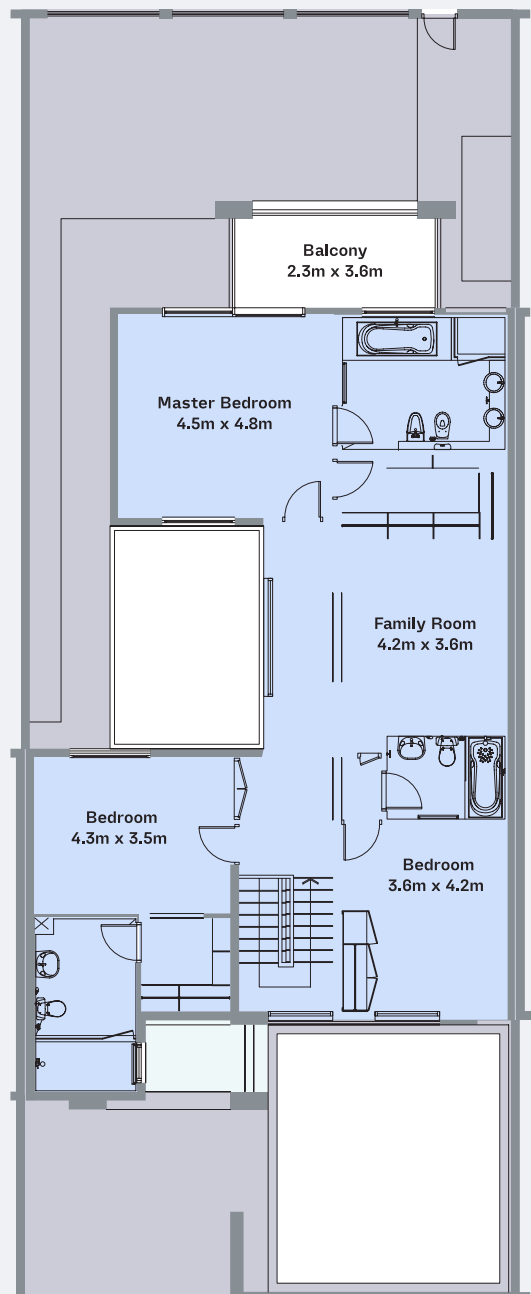 Balcony
2.3m x 3.6m
Master Bedroom
4.5m x 4.8m
Family Room
4.2m x 3.6m
Bedroom
4.3m x 3.5m
Bedroom
3.6m x 4.2m